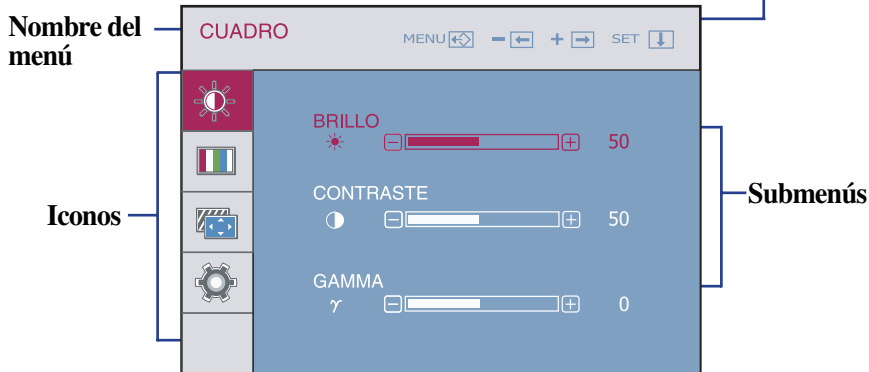 Nombre del
menú
CUADRO
MENU - + SET
BRILLO
50
CONTRASTE
50
Iconos
Submenús
GAMMA
γ 0